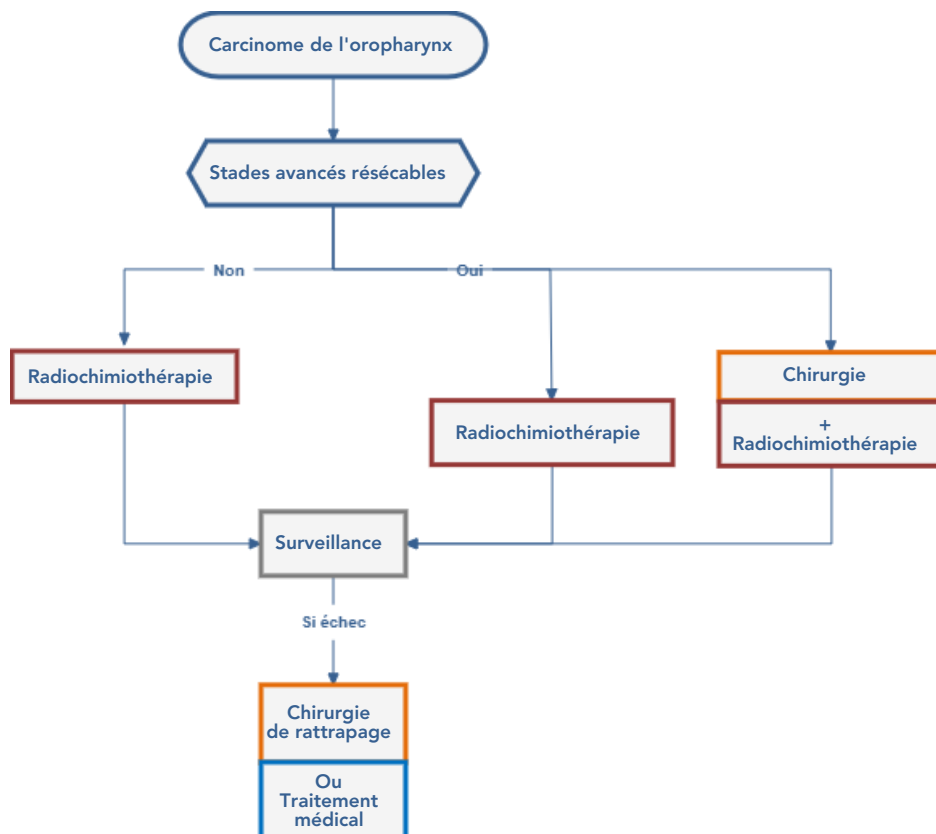 Carcinome de l'oropharynx
Stades avancés résécables
Non
Oui
Radiochimiothérapie
Radiochimiothérapie
Chirurgie
+
Radiochimiothérapie
Surveillance
Si échec
Chirurgie
de rattrapage
Ou
Traitement
médical